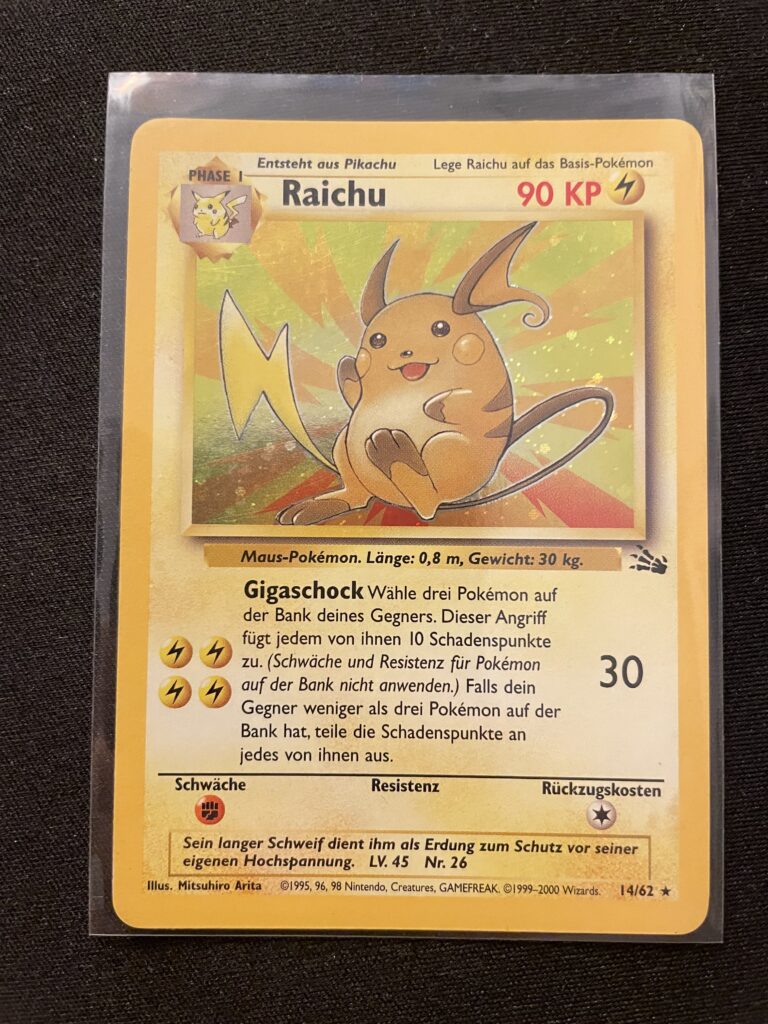 Entsteht aus Pikachu Lege Raichu auf das Basis-Pokémon
PHASE 1
Raichu 90 KP
Maus-Pokémon. Länge: 0,8 m, Gewicht: 30 kg.
Gigaschock Wähle drei Pokémon auf
der Bank deines Gegners. Dieser Angriff
fügt jedem von ihnen 10 Schadenspunkte
zu. (Schwäche und Resistenz für Pokémon
auf der Bank nicht anwenden.) Falls dein
Gegner weniger als drei Pokémon auf der
Bank hat, teile die Schadenspunkte an
jedes von ihnen aus.
30
Schwäche Resistenz Rückzugskosten
Sein langer Schweif dient ihm als Erdung zum Schutz vor seiner
eigenen Hochspannung. LV. 45 Nr. 26
Illus. Mitsuhiro Arita ©1995, 96, 98 Nintendo, Creatures, GAMEFREAK. ©1999-2000 Wizards. 14/62 ★